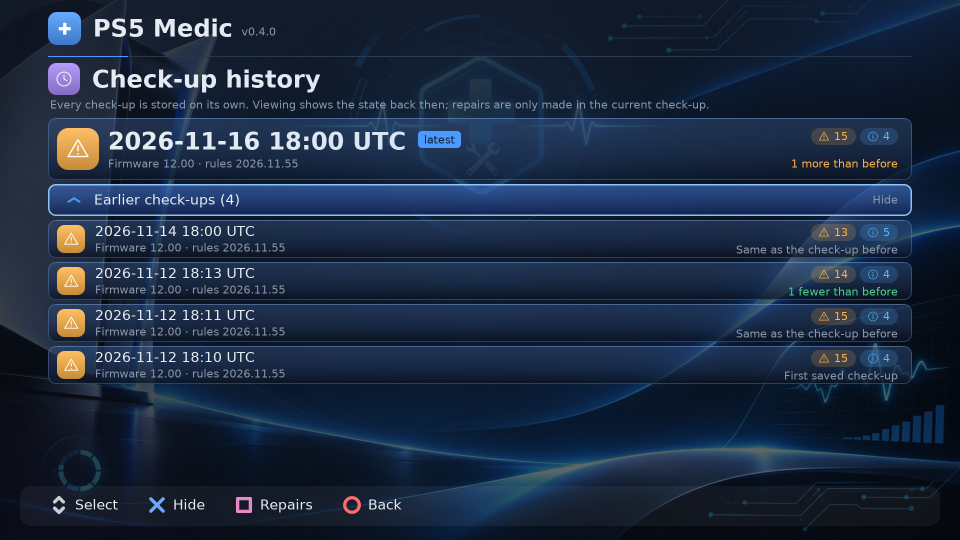 PS5 Medic v0.4.0
Check-up history
Every check-up is stored on its own. Viewing shows the state back then; repairs are only made in the current check-up.
2026-11-16 18:00 UTC latest 15 4
Firmware 12.00 · rules 2026.11.55 1 more than before
Earlier check-ups (4) Hide
2026-11-14 18:00 UTC 13 5
Firmware 12.00 · rules 2026.11.55 Same as the check-up before
2026-11-12 18:13 UTC 14 4
Firmware 12.00 · rules 2026.11.55 1 fewer than before
2026-11-12 18:11 UTC 15 4
Firmware 12.00 · rules 2026.11.55 Same as the check-up before
2026-11-12 18:10 UTC 15 4
Firmware 12.00 · rules 2026.11.55 First saved check-up
Select Hide Repairs Back